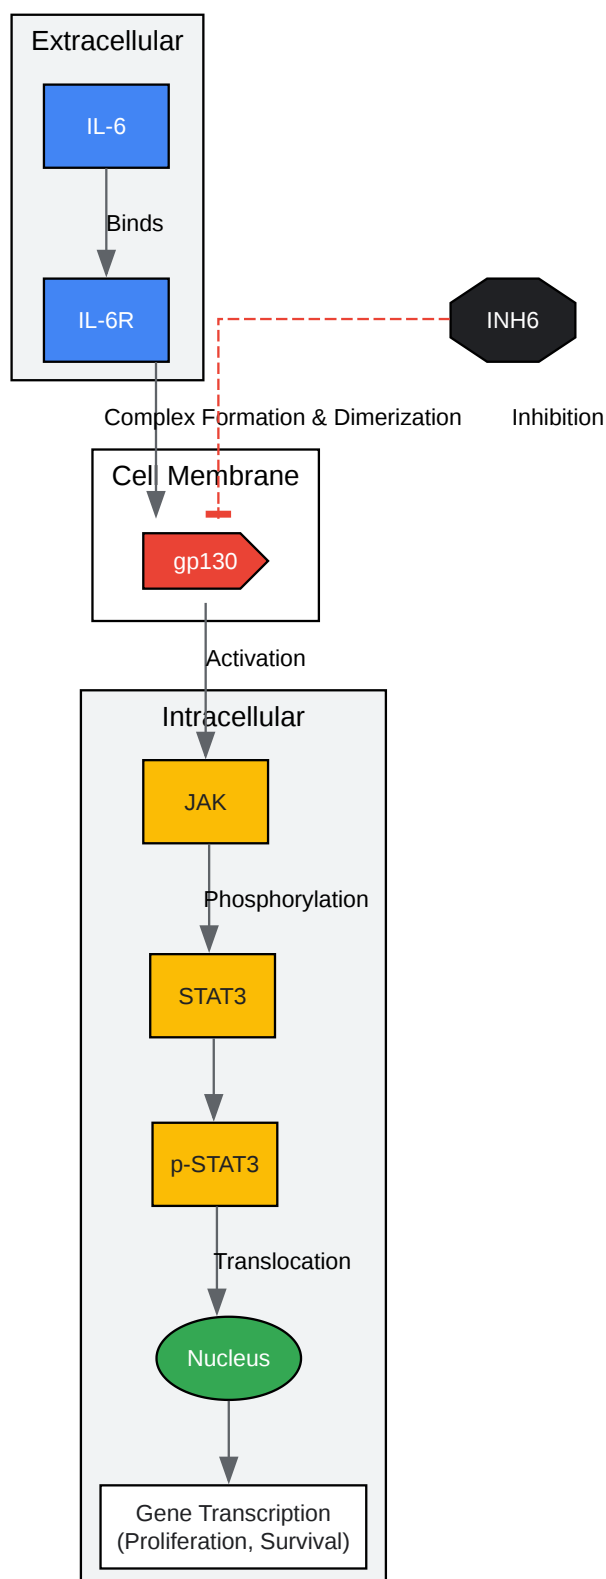 Extracellular
IL-6
Binds
IL-6R
INH6
Complex Formation & Dimerization
Inhibition
Cell Membrane
gp130
Activation
Intracellular
JAK
Phosphorylation
STAT3
p-STAT3
Translocation
Nucleus
Gene Transcription
(Proliferation, Survival)